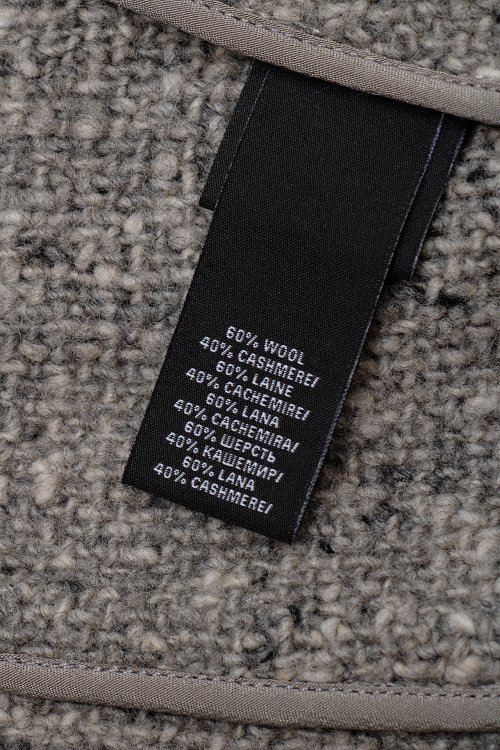 60% WOOL
40% CASHMERE/
60% LAINE
40% CACHEMIRE/
60% LANA
40% CACHEMIRA/
60% ШЕРСТЬ
40% КАШЕМИР/
60% LANA
40% CASHMERE/